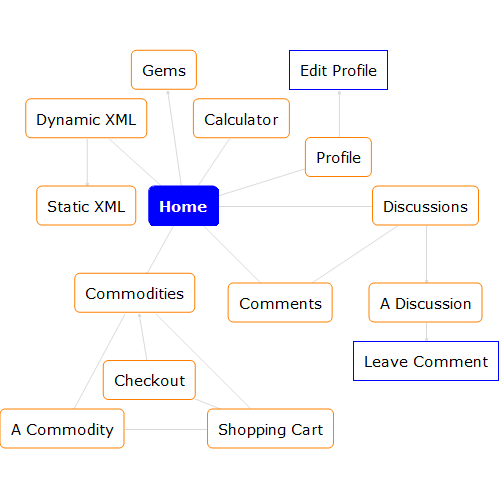 Gems
Edit Profile
Dynamic XML
Calculator
Profile
Static XML
Home
Discussions
Commodities
Comments
A Discussion
Leave Comment
Checkout
A Commodity
Shopping Cart